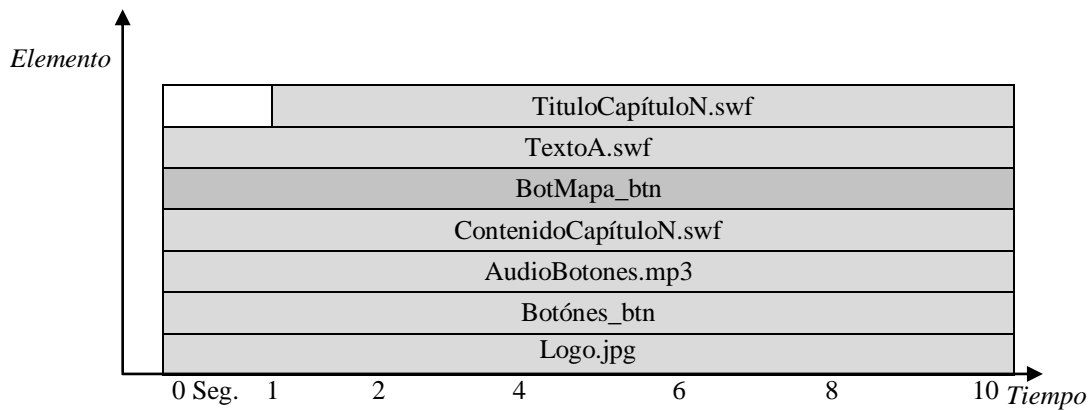 Elemento
TituloCapítuloN.swf
TextoA.swf
BotMapa_btn
ContenidoCapítuloN.swf
AudioBotones.mp3
Botónes_btn
Logo.jpg
0 Seg. 1 2 4 6 8 10 Tiempo